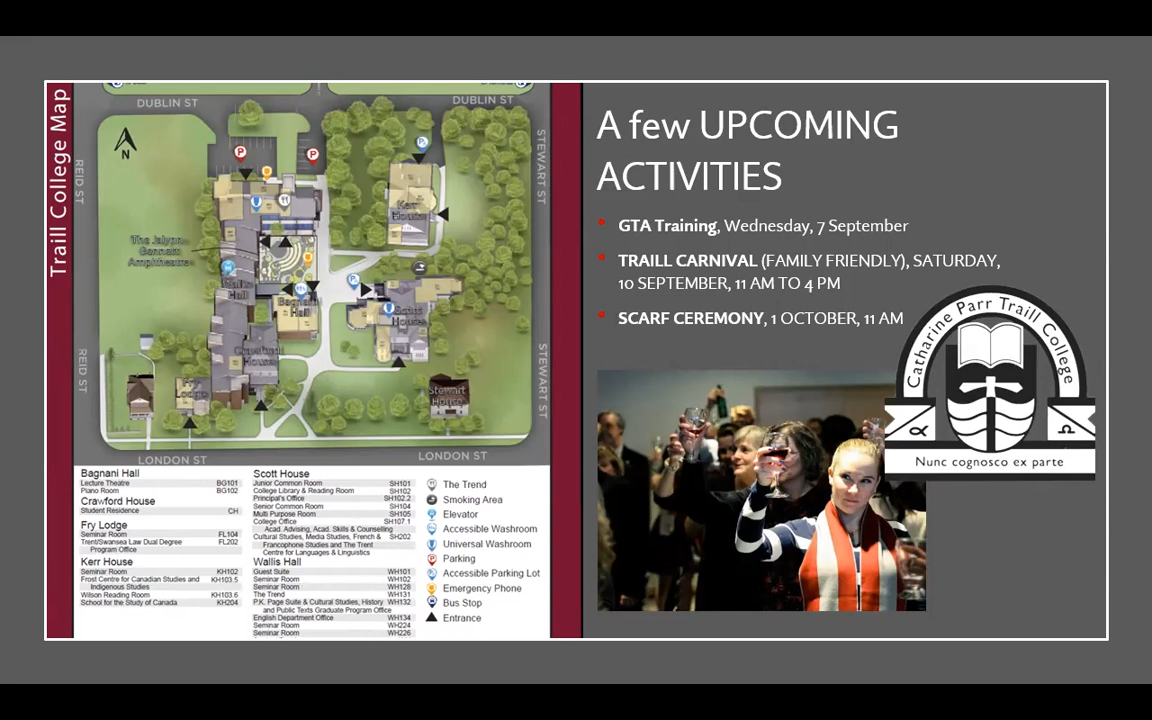 Traill College Map
DUBLIN ST
DUBLIN ST
N
REID ST
STEWART ST
Kerr
House
The Jalynn
Bennett
Amphitheatre
Wallis
Hall
Bagnani
Hall
Scott
House
Crawford
House
Fry
Lodge
Stewart
House
REID ST
STEWART ST
LONDON ST
LONDON ST
Bagnani Hall
Lecture Theatre BG101
Piano Room BG102
Crawford House
Student Residence CH
Fry Lodge
Seminar Room FL104
Trent/Swansea Law Dual Degree FL202
Program Office
Kerr House
Seminar Room KH102
Frost Centre for Canadian Studies and KH103.5
Indigenous Studies
Wilson Reading Room KH103.6
School for the Study of Canada KH204
Scott House
Junior Common Room SH101
College Library & Reading Room SH102
Principal's Office SH102.2
Senior Common Room SH104
Multi Purpose Room SH105
College Office SH107.1
Acad. Advising, Acad. Skills & Counselling
Cultural Studies, Media Studies, French & SH202
Francophone Studies and The Trent
Centre for Languages & Linguistics
Wallis Hall
Guest Suite WH101
Seminar Room WH102
Seminar Room WH128
The Trend WH131
P.K. Page Suite & Cultural Studies, History WH132
and Public Texts Graduate Program Office
English Department Office WH134
Seminar Room WH224
Seminar Room WH226
The Trend
Smoking Area
Elevator
Accessible Washroom
Universal Washroom
Parking
Accessible Parking Lot
Emergency Phone
Bus Stop
Entrance
A few UPCOMING
ACTIVITIES
• GTA Training, Wednesday, 7 September
• TRAILL CARNIVAL (FAMILY FRIENDLY), SATURDAY,
10 SEPTEMBER, 11 AM TO 4 PM
• SCARF CEREMONY, 1 OCTOBER, 11 AM
Catharine Parr Traill College
α Ω
Nunc cognosco ex parte